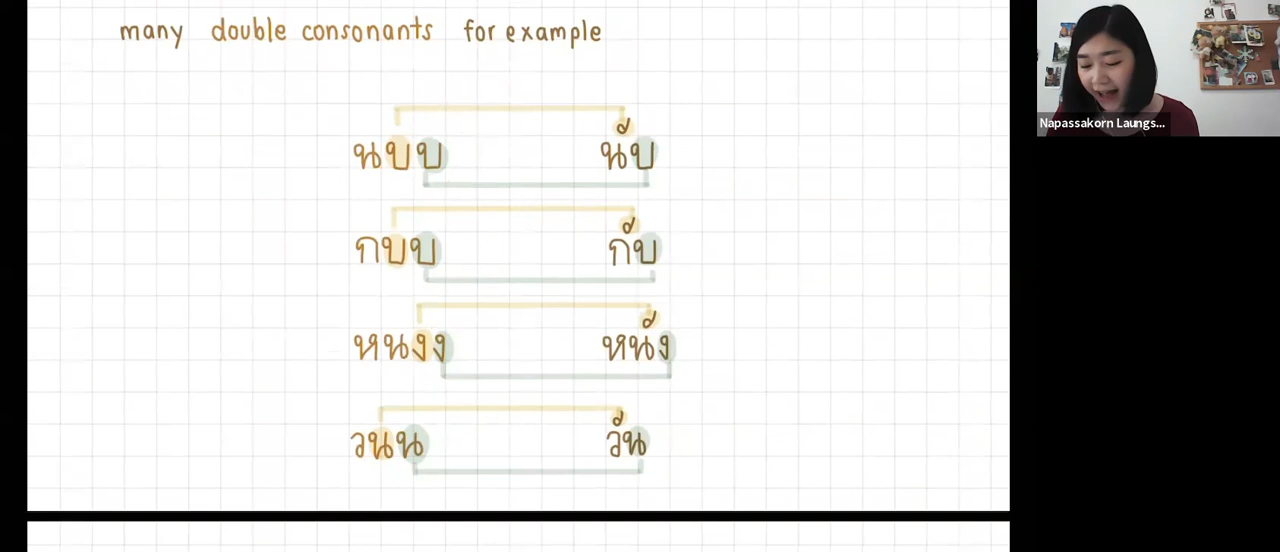 many double consonants for example
Napassakorn Laungs...
นบบ นับ
กบบ กับ
หนงง หนัง
วนน วัน